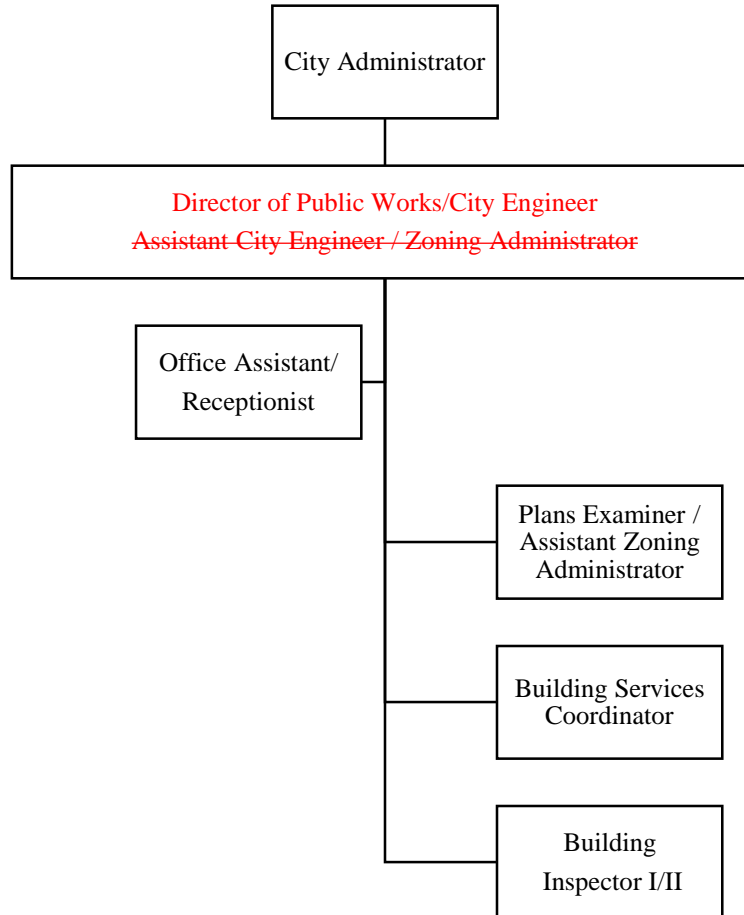 City Administrator
Director of Public Works/City Engineer
Assistant City Engineer / Zoning Administrator
Office Assistant/
Receptionist
Plans Examiner /
Assistant Zoning
Administrator
Building Services
Coordinator
Building
Inspector I/II